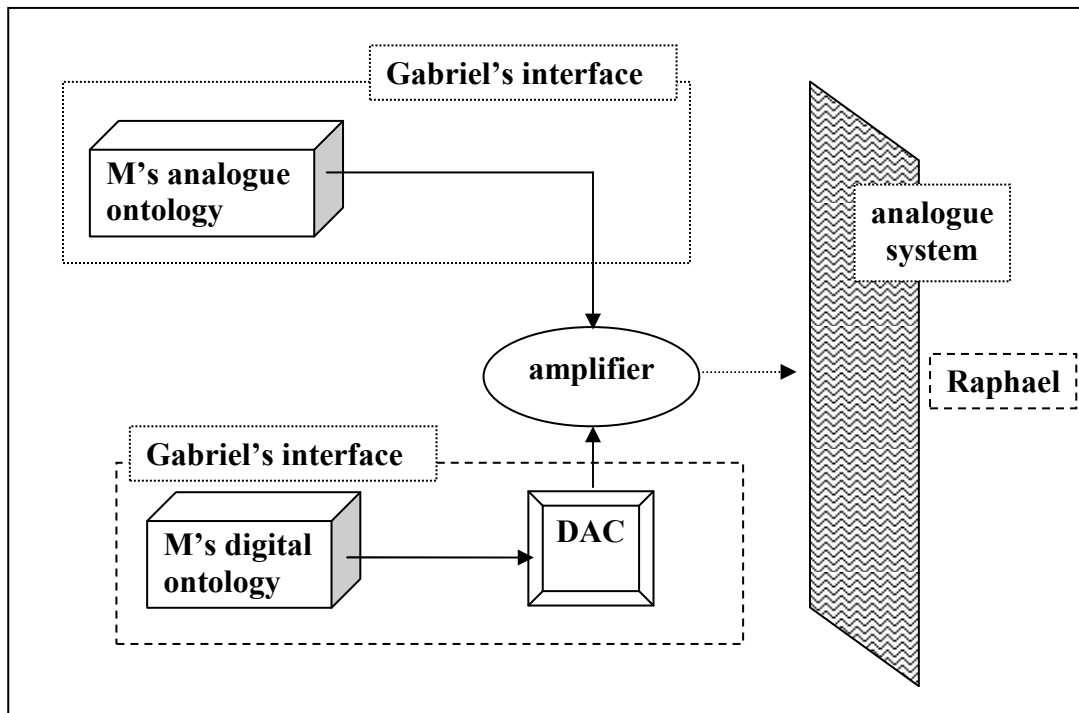 Gabriel’s interface
M’s analogue
ontology
analogue
system
amplifier
Raphael
Gabriel’s interface
M’s digital
ontology
DAC